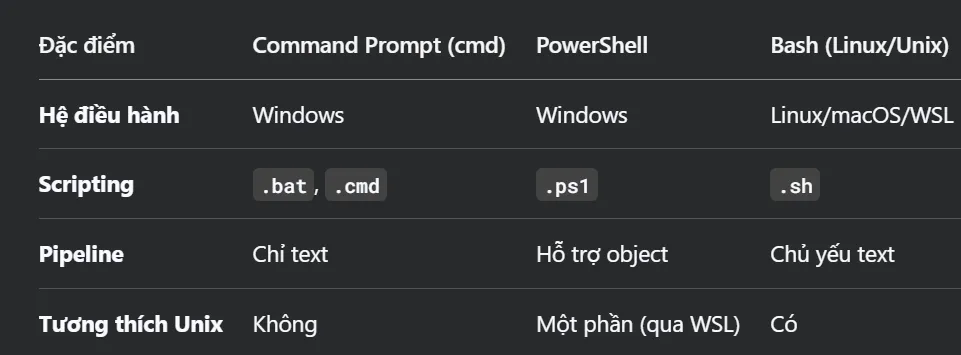 Đặc điểm Command Prompt (cmd) PowerShell Bash (Linux/Unix)
Hệ điều hành Windows Windows Linux/macOS/WSL
Scripting .bat, .cmd .ps1 .sh
Pipeline Chỉ text Hỗ trợ object Chủ yếu text
Tương thích Unix Không Một phần (qua WSL) Có